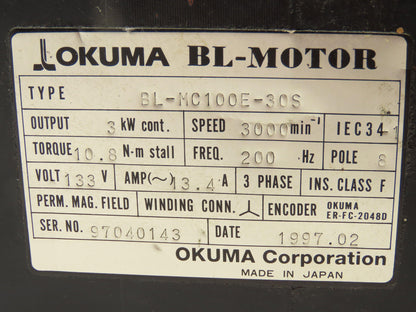 OKUMA BL-MOTOR
TYPE BL-MC100E-30S
OUTPUT 3 kW cont. SPEED 3000 min⁻¹ IEC34-1
TORQUE 10.8 N-m stall FREQ. 200 Hz POLE 8
VOLT 133 V AMP(~) 13.4 A 3 PHASE INS. CLASS F
PERM. MAG. FIELD WINDING CONN. ENCODER OKUMA ER-FC-2048D
SER. NO. 97040143 DATE 1997.02
OKUMA Corporation
MADE IN JAPAN